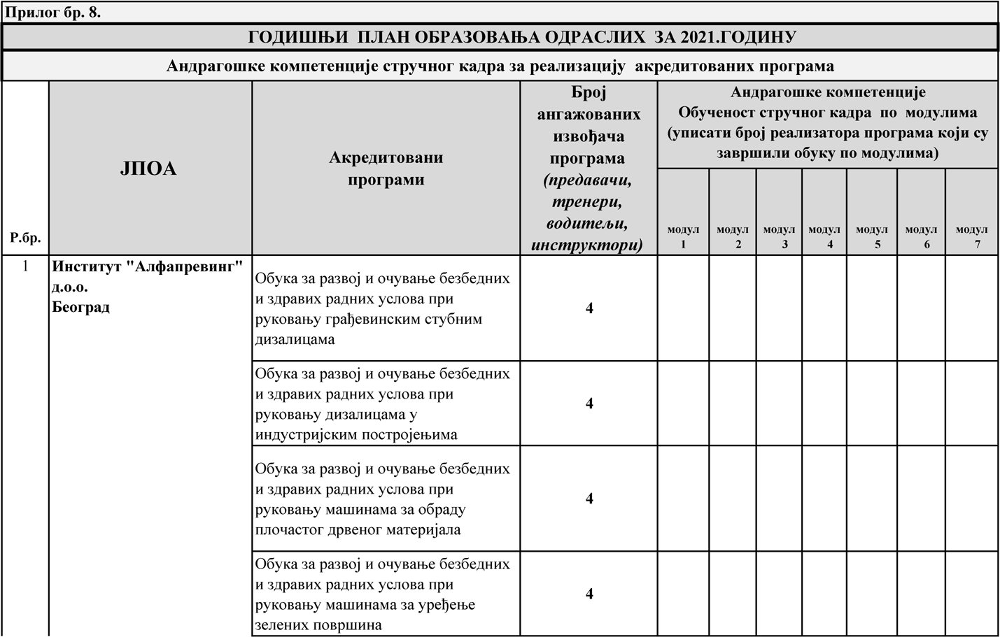 Прилог бр. 8.
ГОДИШЊИ ПЛАН ОБРАЗОВАЊА ОДРАСЛИХ ЗА 2021.ГОДИНУ
Андрагошке компетенције стручног кадра за реализацију акредитованих програма
Р.бр.
ЈПОА
Акредитовани
програми
Број
ангажованих
извођача
програма
(предавачи,
тренери,
водитељи,
инструктори)
Андрагошке компетенције
Обученост стручног кадра по модулима
(уписати број реализатора програма који су
завршили обуку по модулима)
модул
1
модул
2
модул
3
модул
4
модул
5
модул
6
модул
7
1
Институт "Алфапревинг"
д.о.о.
Београд
Обука за развој и очување безбедних
и здравих радних услова при
руковању грађевинским стубним
дизалицама
4
Обука за развој и очување безбедних
и здравих радних услова при
руковању дизалицама у
индустријским постројењима
4
Обука за развој и очување безбедних
и здравих радних услова при
руковању машинама за обраду
плочастог дрвеног материјала
4
Обука за развој и очување безбедних
и здравих радних услова при
руковању машинама за уређење
зелених површина
4